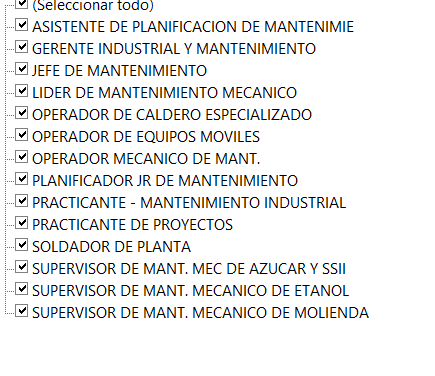 (Seleccionar todo)
ASISTENTE DE PLANIFICACION DE MANTENIMIE
GERENTE INDUSTRIAL Y MANTENIMIENTO
JEFE DE MANTENIMIENTO
LIDER DE MANTENIMIENTO MECANICO
OPERADOR DE CALDERO ESPECIALIZADO
OPERADOR DE EQUIPOS MOVILES
OPERADOR MECANICO DE MANT.
PLANIFICADOR JR DE MANTENIMIENTO
PRACTICANTE - MANTENIMIENTO INDUSTRIAL
PRACTICANTE DE PROYECTOS
SOLDADOR DE PLANTA
SUPERVISOR DE MANT. MEC DE AZUCAR Y SSII
SUPERVISOR DE MANT. MECANICO DE ETANOL
SUPERVISOR DE MANT. MECANICO DE MOLIENDA